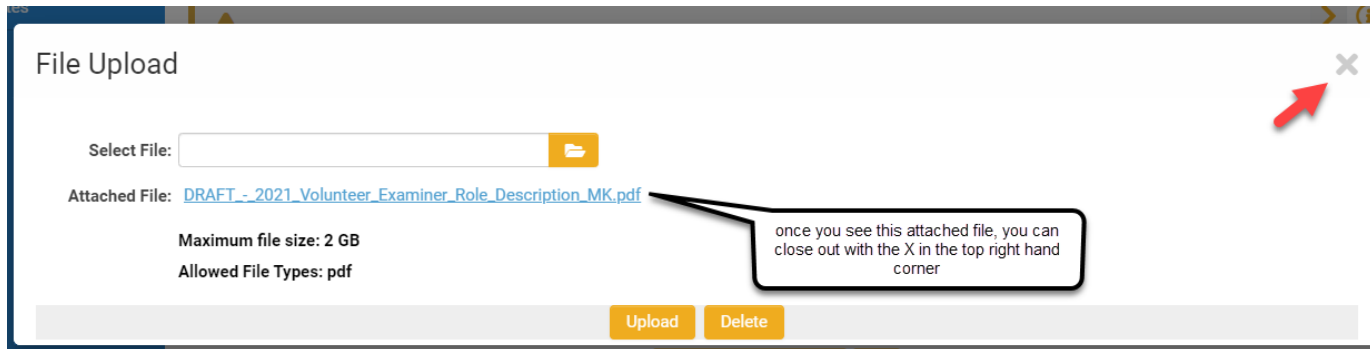 tes
File Upload
Select File:
Attached File: DRAFT_-_2021_Volunteer_Examiner_Role_Description_MK.pdf
once you see this attached file, you can
close out with the X in the top right hand
corner
Maximum file size: 2 GB
Allowed File Types: pdf
Upload Delete